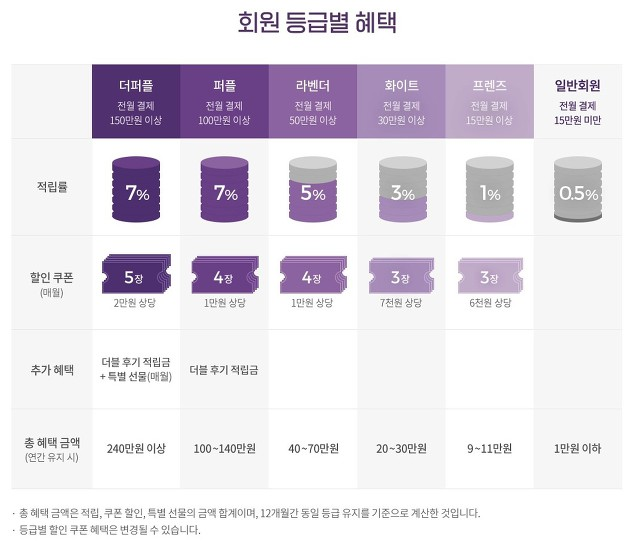 회원 등급별 혜택
더퍼플 퍼플 라벤더 화이트 프렌즈 일반회원
전월 결제 전월 결제 전월 결제 전월 결제 전월 결제 전월 결제
150만원 이상 100만원 이상 50만원 이상 30만원 이상 15만원 이상 15만원 미만
적립률 7% 7% 5% 3% 1% 0.5%
할인 쿠폰 5장 4장 4장 3장 3장
(매월) 2만원 상당 1만원 상당 1만원 상당 7천원 상당 6천원 상당
추가 혜택 더블 후기 적립금 더블 후기 적립금
+ 특별 선물(매월)
총 혜택 금액 240만원 이상 100~140만원 40~70만원 20~30만원 9~11만원 1만원 이하
(연간 유지 시)
· 총 혜택 금액은 적립, 쿠폰 할인, 특별 선물의 금액 합계이며, 12개월간 동일 등급 유지를 기준으로 계산한 것입니다.
· 등급별 할인 쿠폰 혜택은 변경될 수 있습니다.